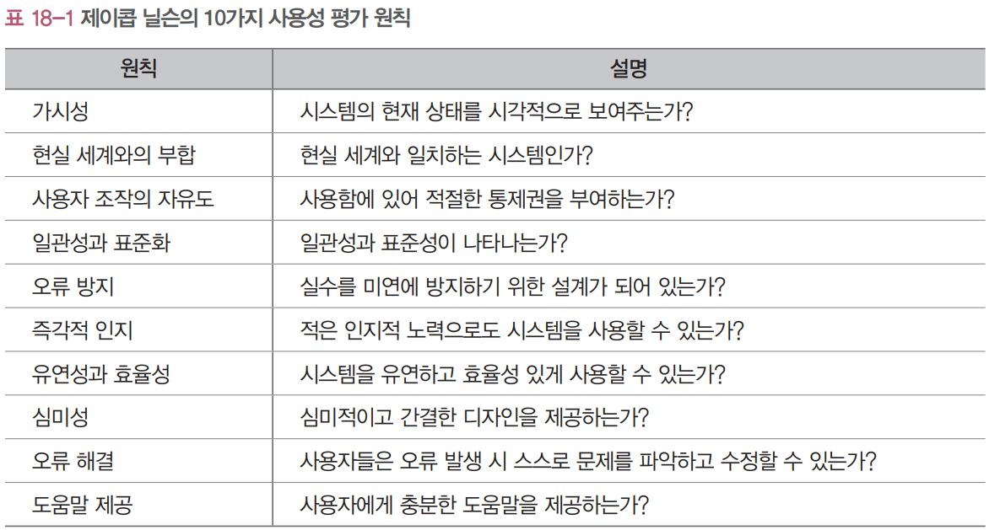 표 18-1 제이콥 닐슨의 10가지 사용성 평가 원칙
원칙 설명
가시성 시스템의 현재 상태를 시각적으로 보여주는가?
현실 세계와의 부합 현실 세계와 일치하는 시스템인가?
사용자 조작의 자유도 사용함에 있어 적절한 통제권을 부여하는가?
일관성과 표준화 일관성과 표준성이 나타나는가?
오류 방지 실수를 미연에 방지하기 위한 설계가 되어 있는가?
즉각적 인지 적은 인지적 노력으로도 시스템을 사용할 수 있는가?
유연성과 효율성 시스템을 유연하고 효율성 있게 사용할 수 있는가?
심미성 심미적이고 간결한 디자인을 제공하는가?
오류 해결 사용자들은 오류 발생 시 스스로 문제를 파악하고 수정할 수 있는가?
도움말 제공 사용자에게 충분한 도움말을 제공하는가?